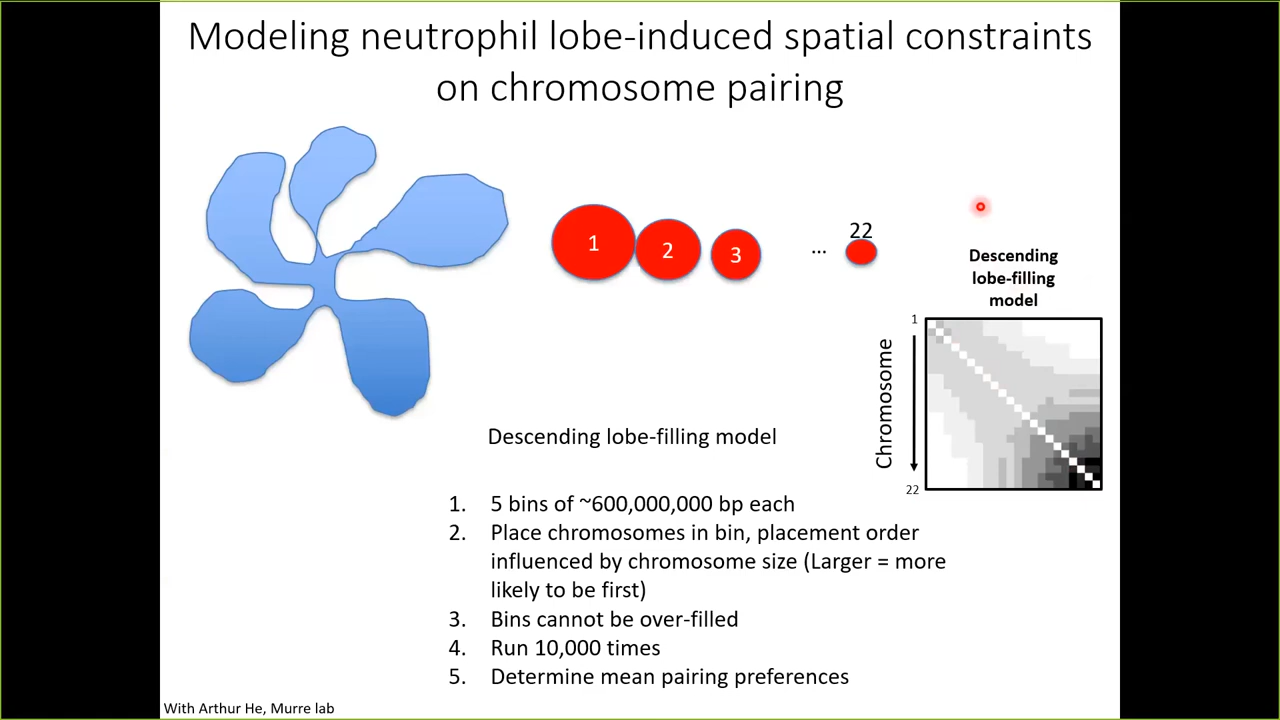 Modeling neutrophil lobe-induced spatial constraints
on chromosome pairing
1
2
3
...
22
Descending
lobe-filling
model
1
Chromosome
22
Descending lobe-filling model
1. 5 bins of ~600,000,000 bp each
2. Place chromosomes in bin, placement order
influenced by chromosome size (Larger = more
likely to be first)
3. Bins cannot be over-filled
4. Run 10,000 times
5. Determine mean pairing preferences
With Arthur He, Murre lab